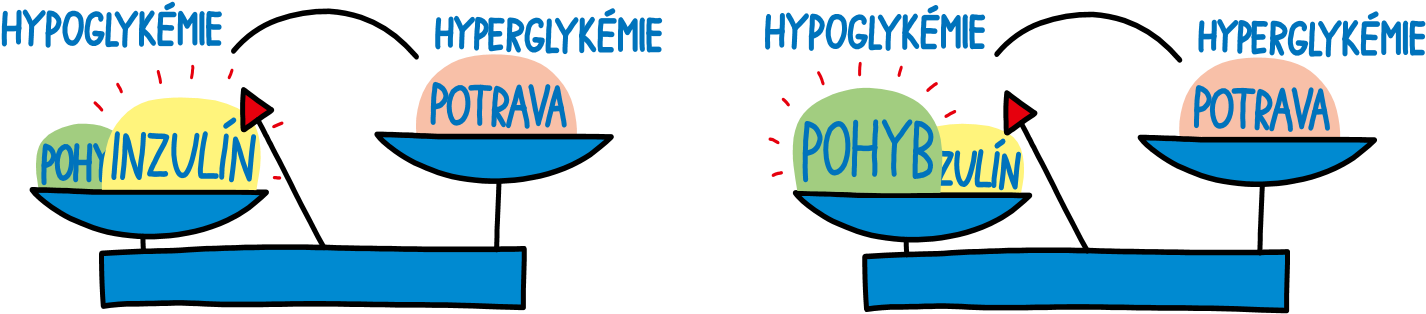 HYPOGLYKÉMIE
HYPERGLYKÉMIE
POTRAVA
POHY
INZULÍN
HYPOGLYKÉMIE
HYPERGLYKÉMIE
POTRAVA
POHYB
ZULÍN